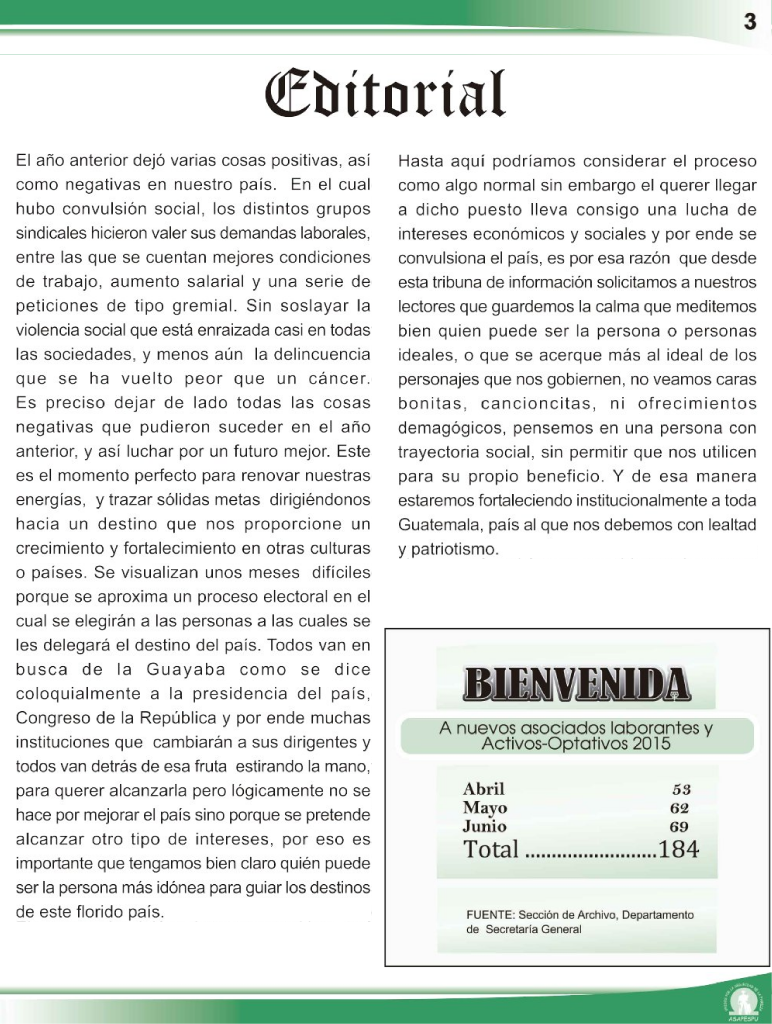 3
Editorial
El año anterior dejó varias cosas positivas, así
como negativas en nuestro país. En el cual
hubo convulsión social, los distintos grupos
sindicales hicieron valer sus demandas laborales,
entre las que se cuentan mejores condiciones
de trabajo, aumento salarial y una serie de
peticiones de tipo gremial. Sin soslayar la
violencia social que está enraizada casi en todas
las sociedades, y menos aún la delincuencia
que se ha vuelto peor que un cáncer.
Es preciso dejar de lado todas las cosas
negativas que pudieron suceder en el año
anterior, y así luchar por un futuro mejor. Este
es el momento perfecto para renovar nuestras
energías, y trazar sólidas metas dirigiéndonos
hacia un destino que nos proporcione un
crecimiento y fortalecimiento en otras culturas
o países. Se visualizan unos meses difíciles
porque se aproxima un proceso electoral en el
cual se elegirán a las personas a las cuales se
les delegará el destino del país. Todos van en
busca de la Guayaba como se dice
coloquialmente a la presidencia del país,
Congreso de la República y por ende muchas
instituciones que cambiarán a sus dirigentes y
todos van detrás de esa fruta estirando la mano,
para querer alcanzarla pero lógicamente no se
hace por mejorar el país sino porque se pretende
alcanzar otro tipo de intereses, por eso es
importante que tengamos bien claro quién puede
ser la persona más idónea para guiar los destinos
de este florido país.
Hasta aquí podríamos considerar el proceso
como algo normal sin embargo el querer llegar
a dicho puesto lleva consigo una lucha de
intereses económicos y sociales y por ende se
convulsiona el país, es por esa razón que desde
esta tribuna de información solicitamos a nuestros
lectores que guardemos la calma que meditemos
bien quien puede ser la persona o personas
ideales, o que se acerque más al ideal de los
personajes que nos gobiernen, no veamos caras
bonitas, cancioncitas, ni ofrecimientos
demagógicos, pensemos en una persona con
trayectoria social, sin permitir que nos utilicen
para su propio beneficio. Y de esa manera
estaremos fortaleciendo institucionalmente a toda
Guatemala, país al que nos debemos con lealtad
y patriotismo.
BIENVENIDA
A nuevos asociados laborantes y
Activos-Optativos 2015
Abril 53
Mayo 62
Junio 69
Total .........................184
FUENTE: Sección de Archivo, Departamento
de Secretaría General